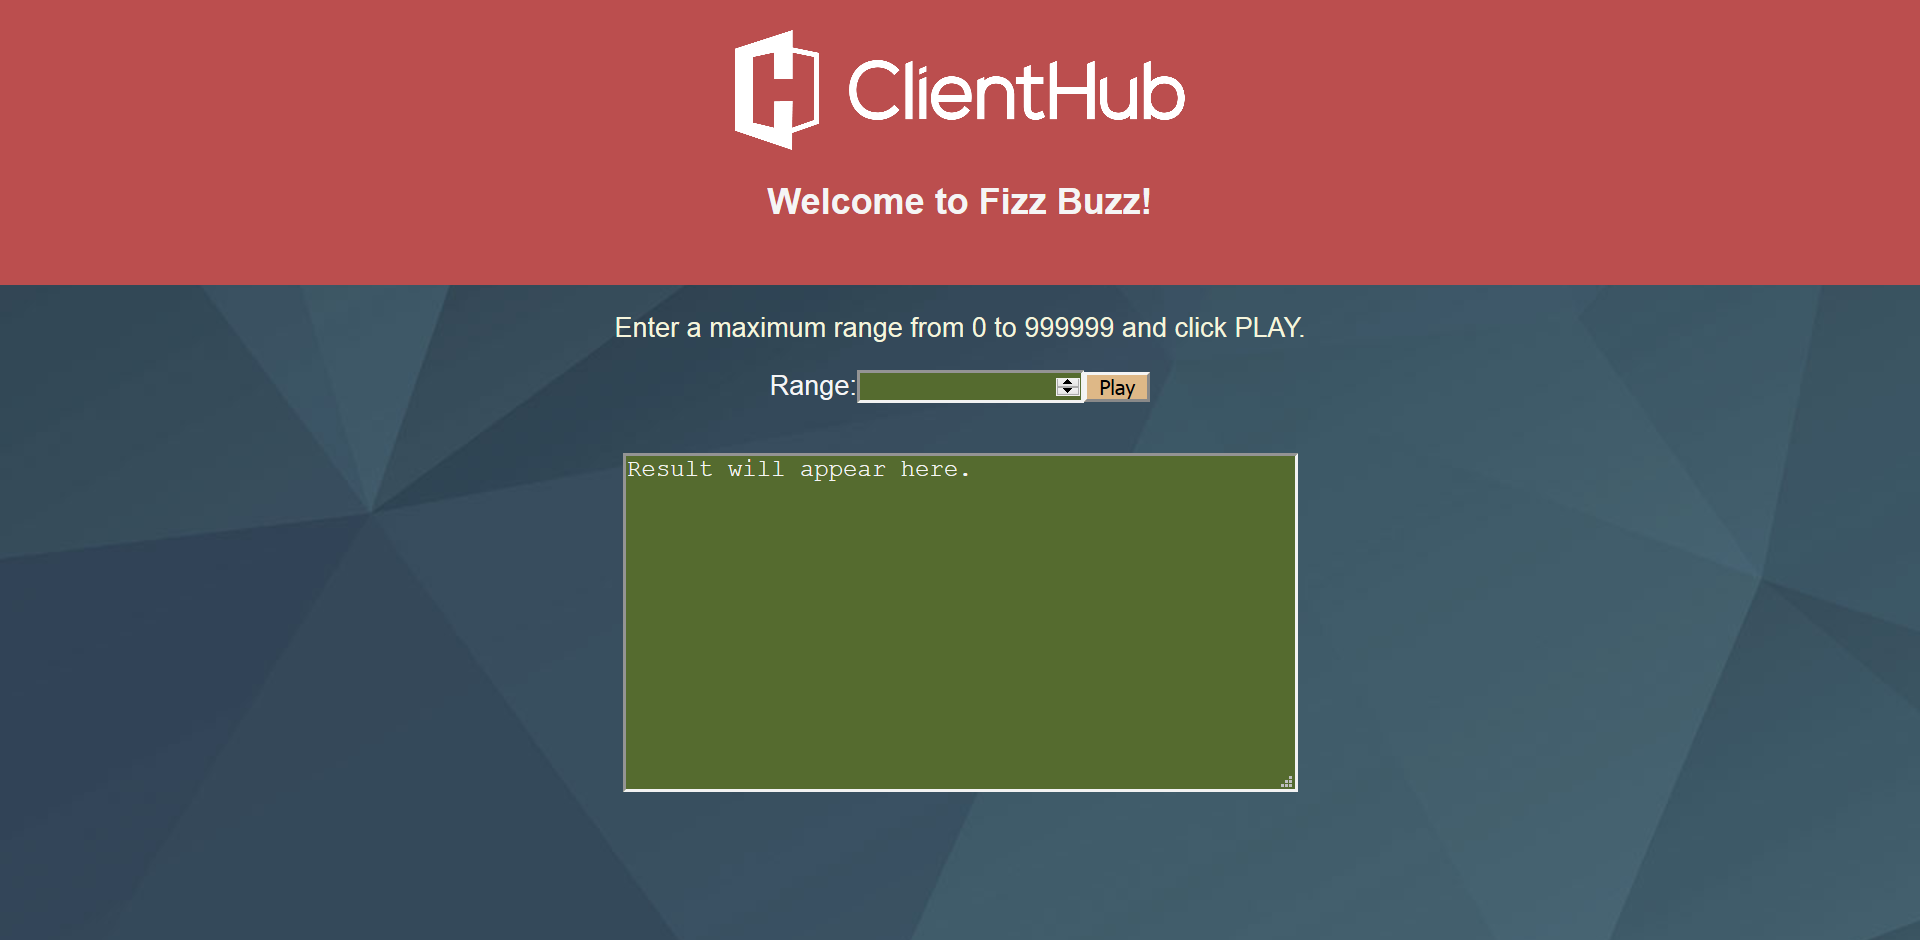 ClientHub
Welcome to Fizz Buzz!
Enter a maximum range from 0 to 999999 and click PLAY.
Range: Play
Result will appear here.